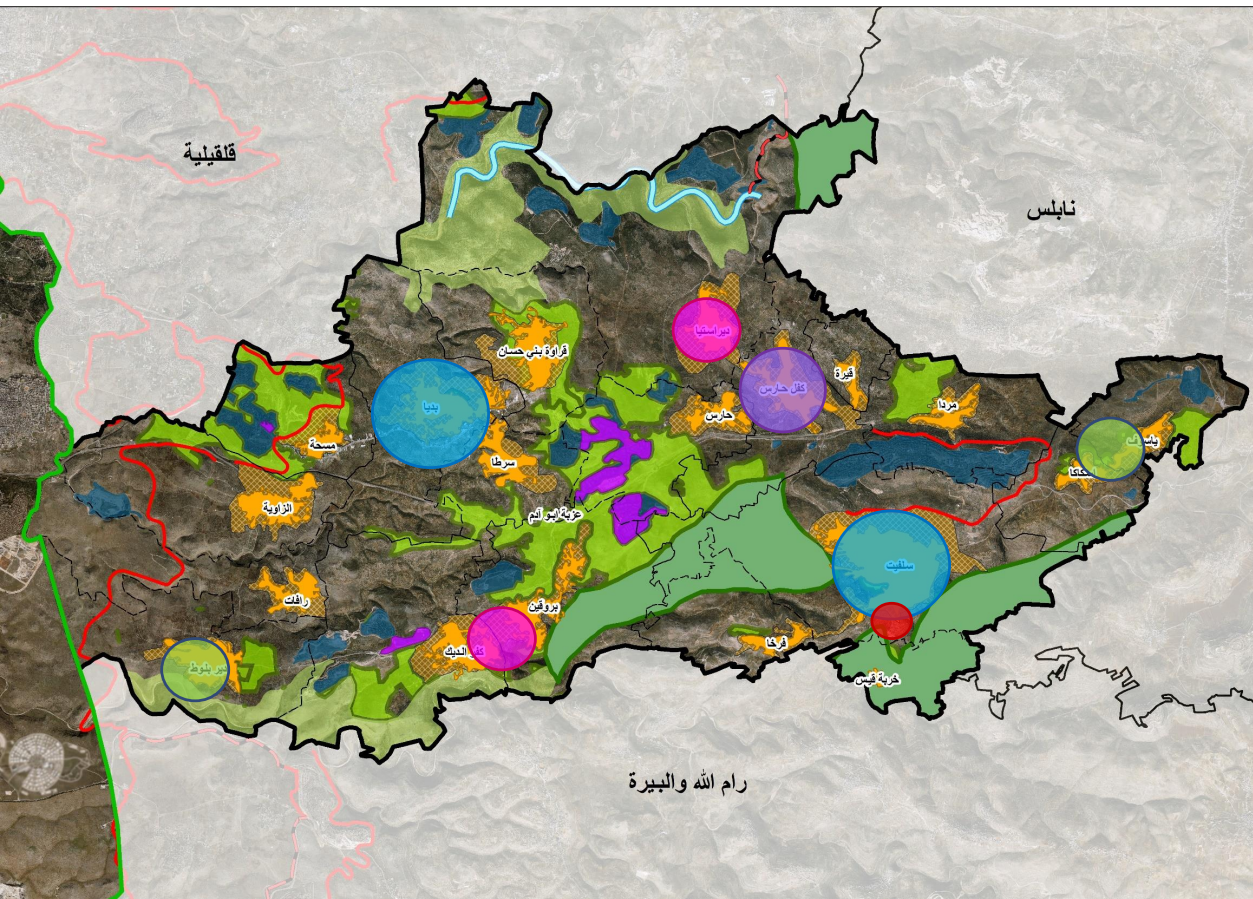 قلقيلية
نابلس
ديراستيا
قراوة بني حسان
قيرة
كفل حارس
مردا
بديا
حارس
ياسوف
مسحة
سرطا
اسكاكا
الزاوية
عزبة ابو آدم
سلفيت
رافات
بروقين
فرخا
كفر الديك
دير بلوط
خربة قيس
رام الله والبيرة